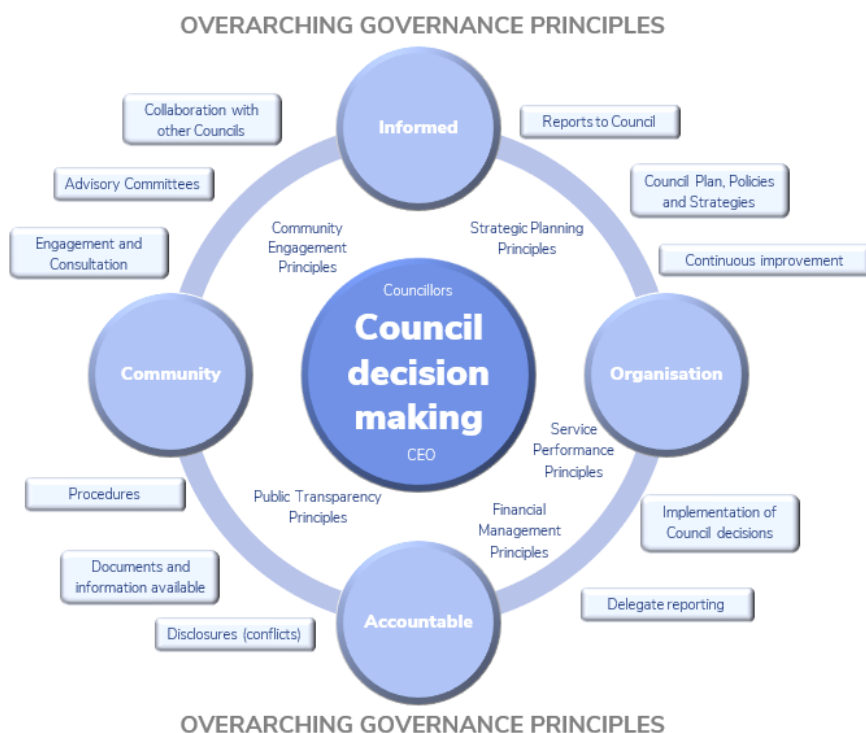 OVERARCHING GOVERNANCE PRINCIPLES
Collaboration with
other Councils
Informed
Reports to Council
Advisory Committees
Council Plan, Policies
and Strategies
Community
Engagement
Principles
Strategic Planning
Principles
Engagement and
Consultation
Continuous improvement
Councillors
Council
decision
making
CEO
Community
Organisation
Service
Performance
Principles
Procedures
Public Transparency
Principles
Financial
Management
Principles
Implementation of
Council decisions
Documents and
information available
Delegate reporting
Disclosures (conflicts)
Accountable
OVERARCHING GOVERNANCE PRINCIPLES